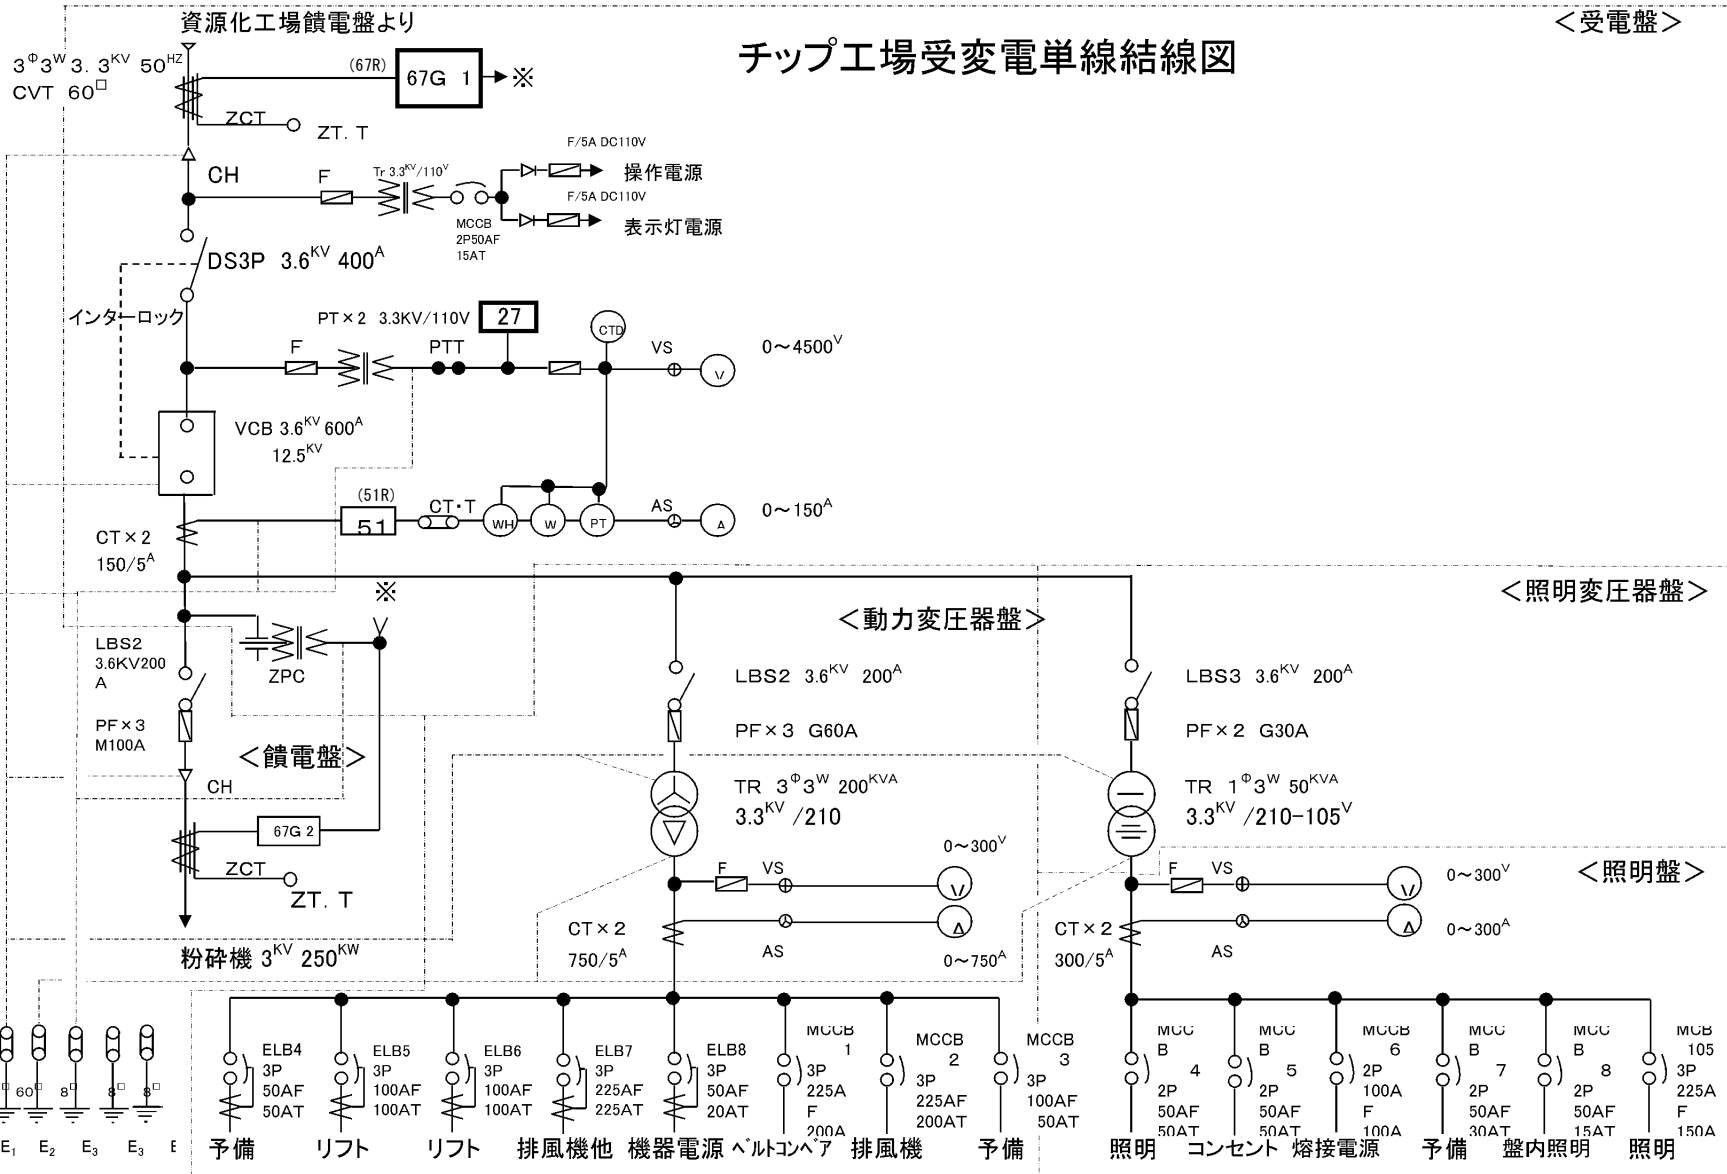 資源化工場饋電盤より
＜受電盤＞
チップ工場受変電単線結線図
3Φ3W 3. 3KV 50HZ
CVT 60□
(67R)
67G 1
※
ZCT
ZT. T
CH
F
Tr 3.3KV/110V
F/5A DC110V
操作電源
F/5A DC110V
表示灯電源
MCCB
2P50AF
15AT
DS3P 3.6KV 400A
インターロック
PT×2 3.3KV/110V
27
CTD
F
PTT
VS
V
0～4500V
VCB 3.6KV 600A
12.5KV
(51R)
51
CT・T
WH
W
PT
AS
A
0～150A
CT×2
150/5A
※
＜照明変圧器盤＞
＜動力変圧器盤＞
LBS2
3.6KV200
A
ZPC
PF×3
M100A
＜饋電盤＞
CH
67G 2
ZCT
ZT. T
粉砕機 3KV 250KW
LBS2 3.6KV 200A
PF×3 G60A
TR 3Φ3W 200KVA
3.3KV /210
F
VS
V
0～300V
CT×2
750/5A
AS
A
0～750A
LBS3 3.6KV 200A
PF×2 G30A
TR 1Φ3W 50KVA
3.3KV /210-105V
＜照明盤＞
F
VS
V
0～300V
CT×2
300/5A
AS
A
0～300A
ELB4
3P
50AF
50AT
予備
ELB5
3P
100AF
100AT
リフト
ELB6
3P
100AF
100AT
リフト
ELB7
3P
225AF
225AT
排風機他
ELB8
3P
50AF
20AT
機器電源
MCCB
1
3P
225A
F
200A
ベルトコンベア
MCCB
2
3P
225AF
200AT
排風機
MCCB
3
3P
100AF
50AT
予備
MCC
B
4
2P
50AF
50AT
照明
MCC
B
5
2P
50AF
50AT
コンセント
MCCB
6
2P
100A
F
100A
熔接電源
MCC
B
7
2P
50AF
30AT
予備
MCC
B
8
2P
50AF
15AT
盤内照明
MCB
105
3P
225A
F
150A
照明
□ 60□ 8□ 8□ 8□
E1 E2 E3 E3 E